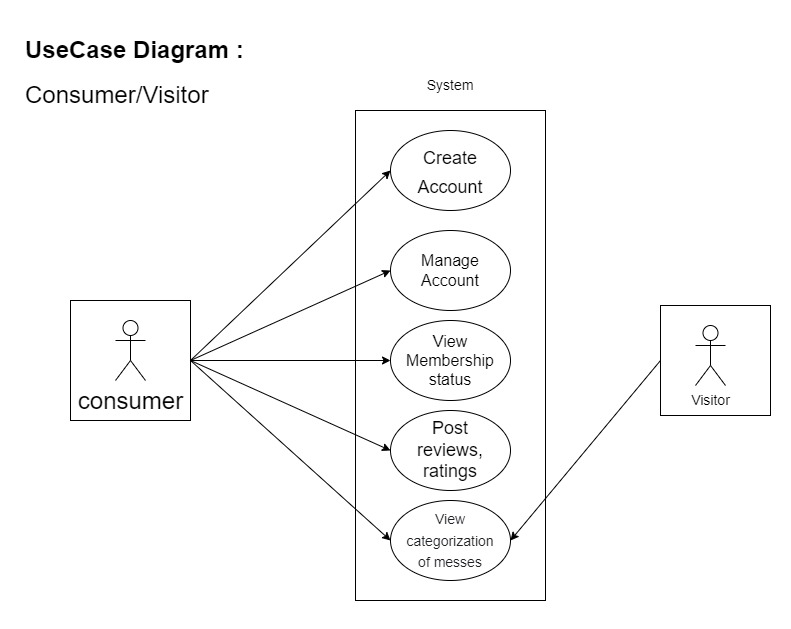 UseCase Diagram :
Consumer/Visitor
System
Create
Account
Manage
Account
View
Membership
status
Post
reviews,
ratings
View
categorization
of messes
consumer
Visitor